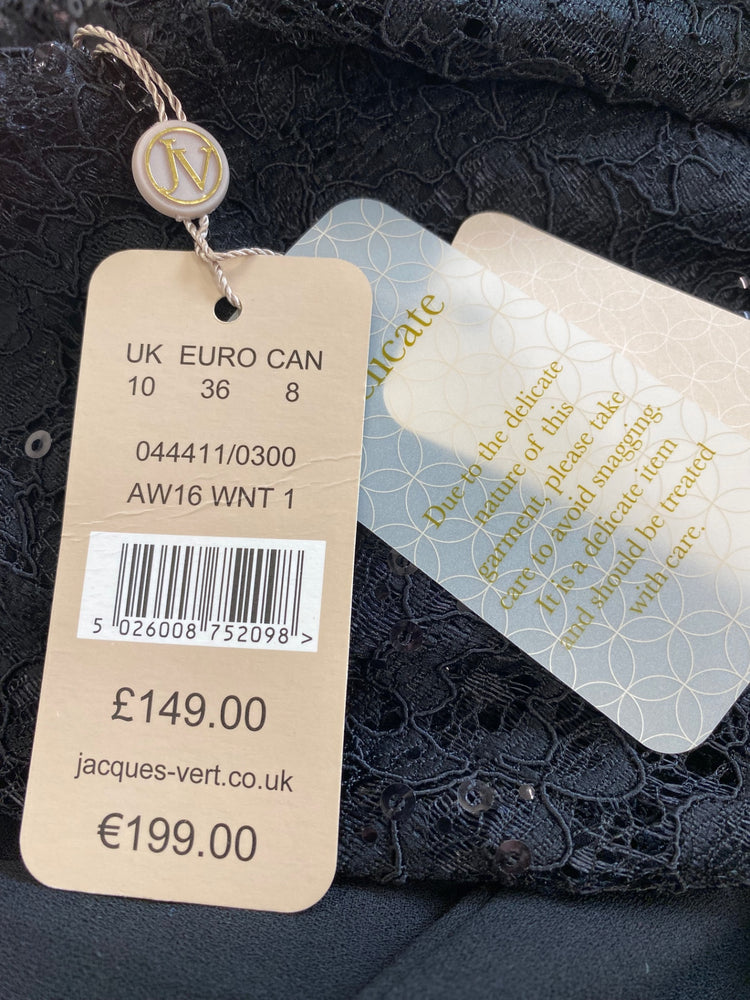 JV
UK EURO CAN
10 36 8
044411/0300
AW16 WNT 1
5 026008 752098 >
£149.00
jacques-vert.co.uk
€199.00
elicate
Due to the delicate
nature of this
garment, please take
care to avoid snagging.
It is a delicate item
and should be treated
with care.